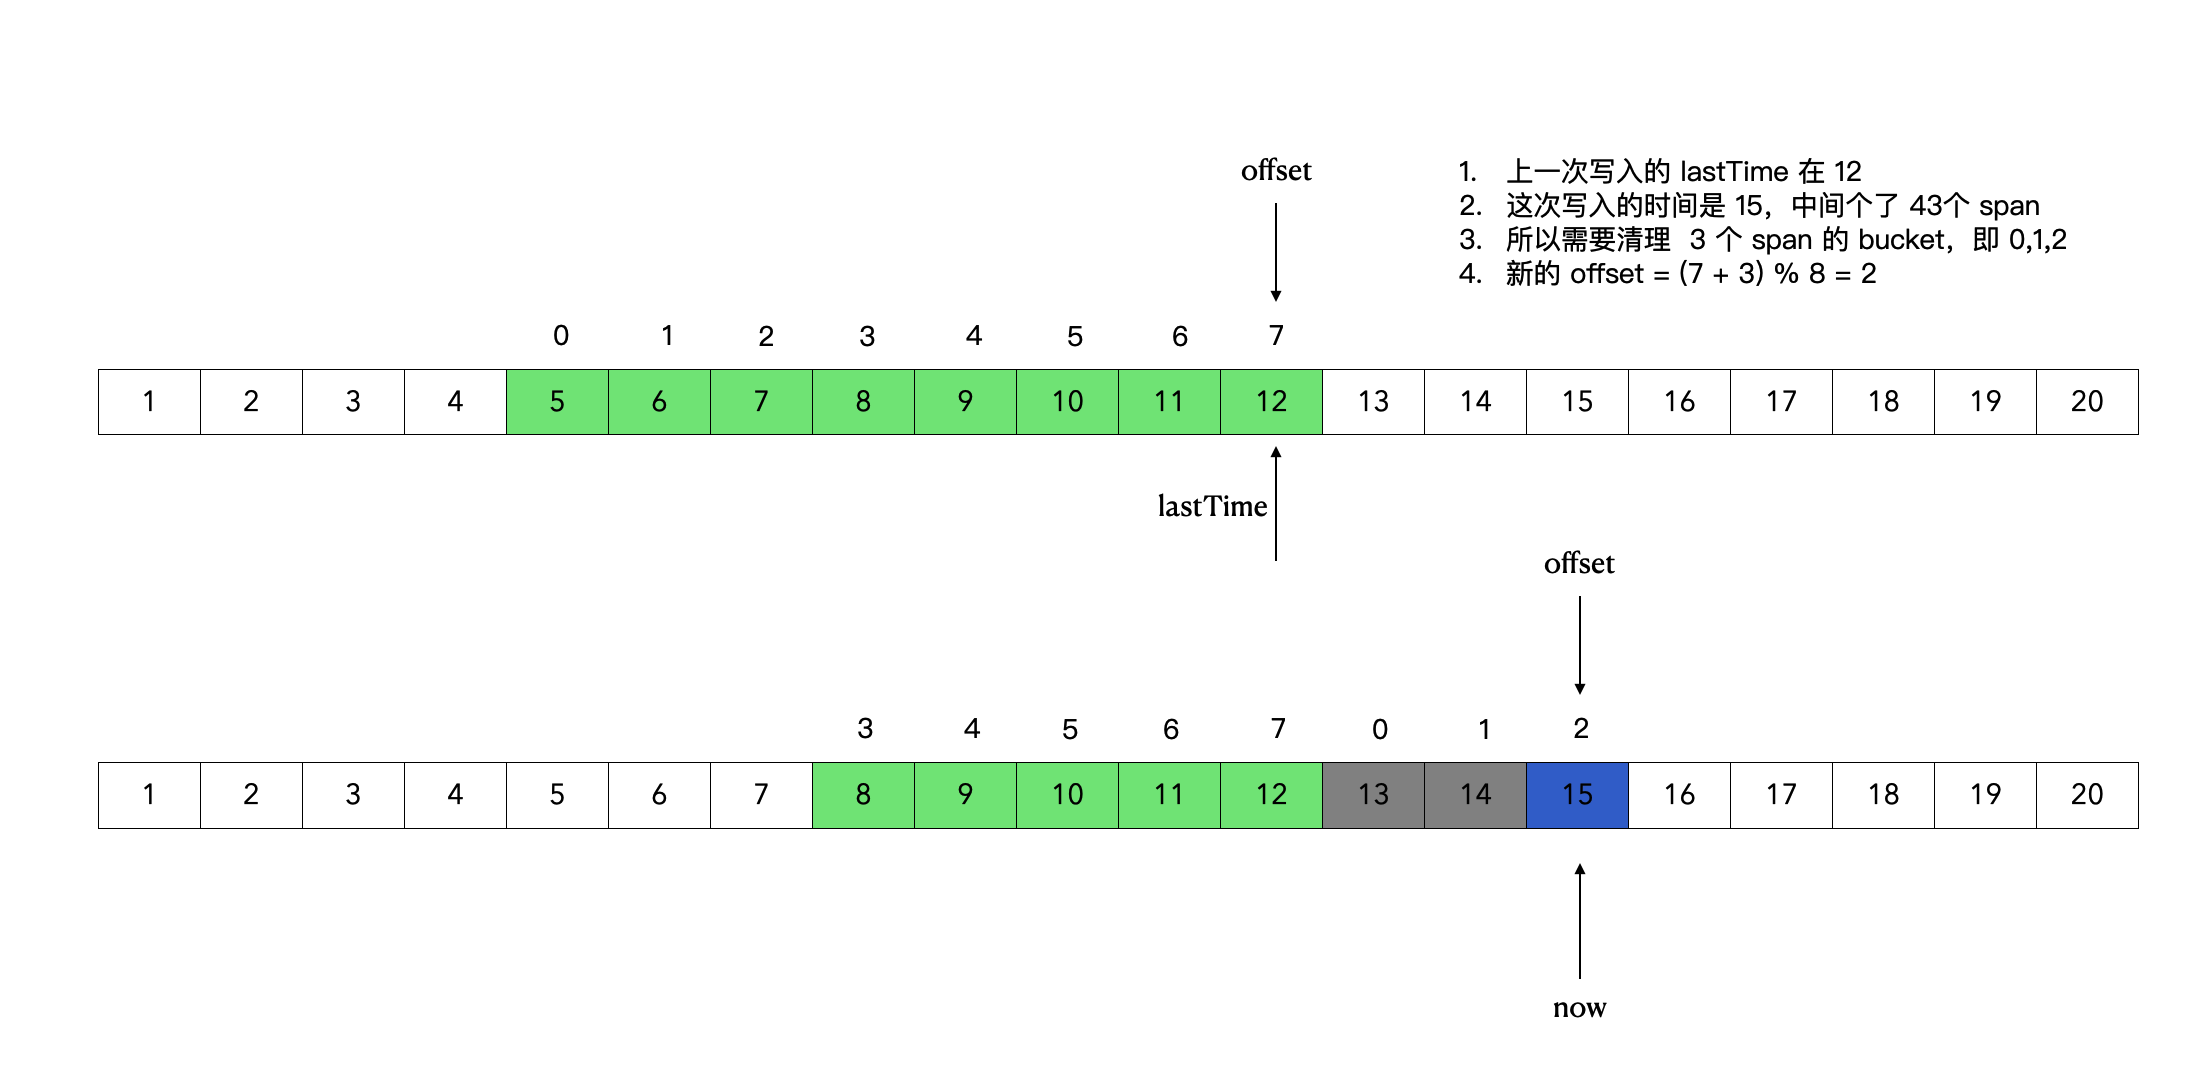 offset
1. 上一次写入的 lastTime 在 12
2. 这次写入的时间是 15，中间个了 43个 span
3. 所以需要清理 3 个 span 的 bucket，即 0,1,2
4. 新的 offset = (7 + 3) % 8 = 2
0 1 2 3 4 5 6 7
1 2 3 4 5 6 7 8 9 10 11 12 13 14 15 16 17 18 19 20
lastTime
offset
3 4 5 6 7 0 1 2
1 2 3 4 5 6 7 8 9 10 11 12 13 14 15 16 17 18 19 20
now